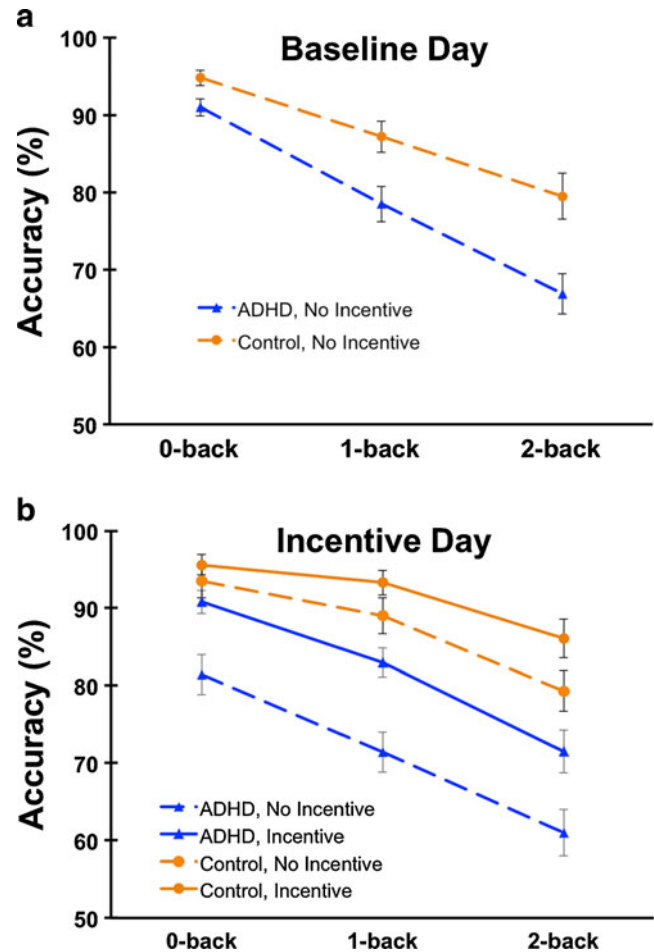 a
Baseline Day
Accuracy (%)
100
90
80
70
60
50
ADHD, No Incentive
Control, No Incentive
0-back 1-back 2-back
b
Incentive Day
Accuracy (%)
100
90
80
70
60
50
ADHD, No Incentive
ADHD, Incentive
Control, No Incentive
Control, Incentive
0-back 1-back 2-back